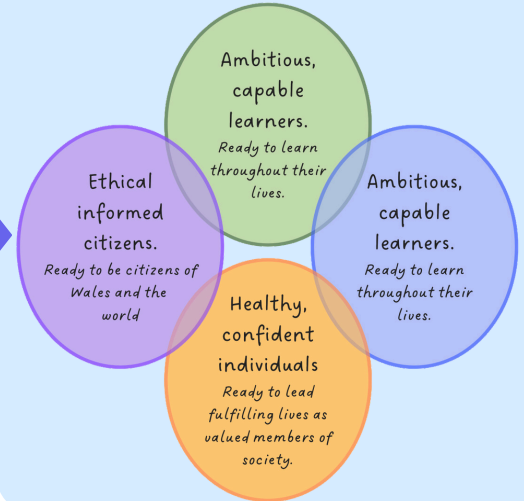 Ambitious,
capable
learners.
Ready to learn
throughout their
lives.
Ethical
informed
citizens.
Ready to be citizens of
Wales and the
world
Ambitious,
capable
learners.
Ready to learn
throughout their
lives.
Healthy,
confident
individuals
Ready to lead
fulfilling lives as
valued members of
society.